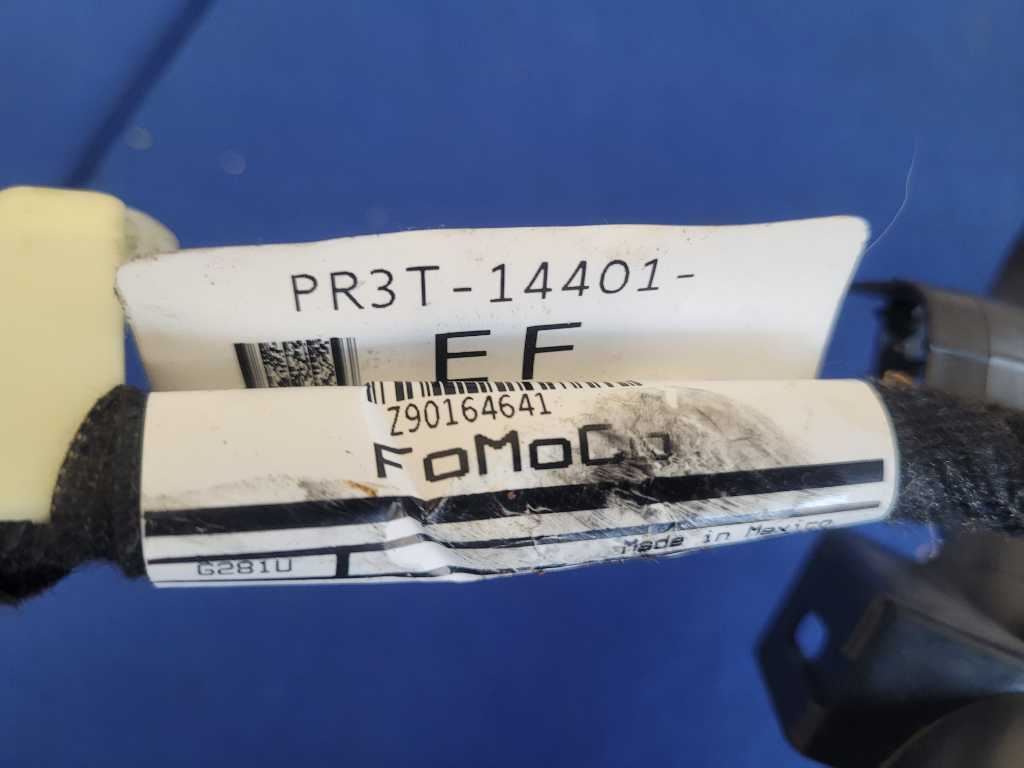 PR3T-14401-
EF
Z90164641
FoMoCo
Made in Mexico
G281U